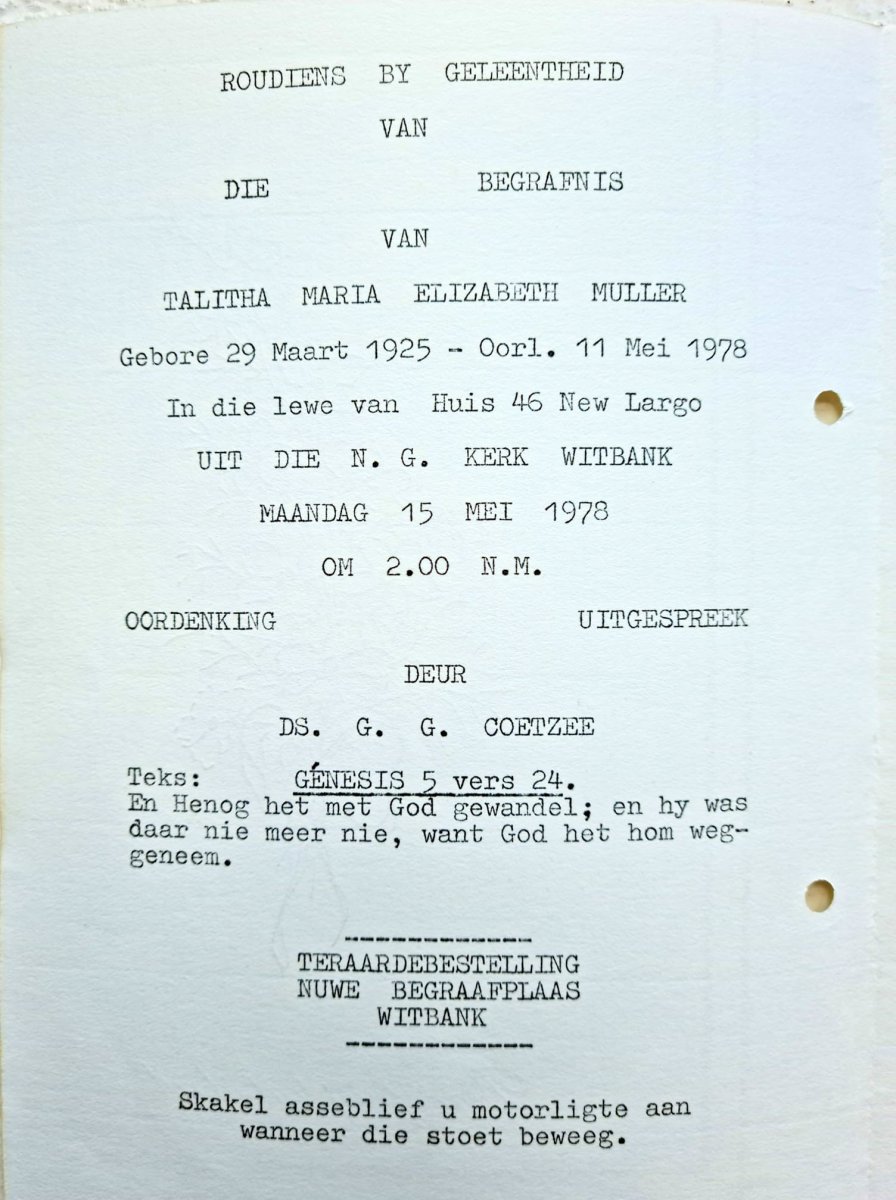 ROUDIENS BY GELEENTHEID
VAN
DIE BEGRAFNIS
VAN
TALITHA MARIA ELIZABETH MULLER
Gebore 29 Maart 1925 - Oorl. 11 Mei 1978
In die lewe van Huis 46 New Largo
UIT DIE N. G. KERK WITBANK
MAANDAG 15 MEI 1978
OM 2.00 N.M.
OORDENKING UITGESPREEK
DEUR
DS. G. G. COETZEE
Teks: GÉNESIS 5 vers 24.
En Henog het met God gewandel; en hy was
daar nie meer nie, want God het hom weg-
geneem.
TERAARDEBESTELLING
NUWE BEGRAAFPLAAS
WITBANK
Skakel asseblief u motorligte aan
wanneer die stoet beweeg.